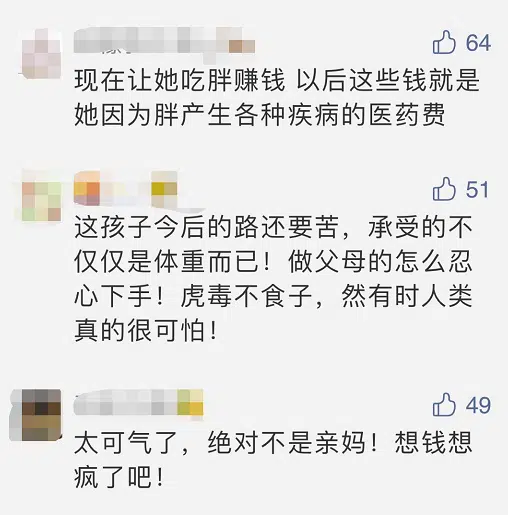 64
现在让她吃胖赚钱 以后这些钱就是
她因为胖产生各种疾病的医药费
51
这孩子今后的路还要苦，承受的不
仅仅是体重而已！做父母的怎么忍
心下手！虎毒不食子，然有时人类
真的很可怕！
49
太可气了，绝对不是亲妈！想钱想
疯了吧！